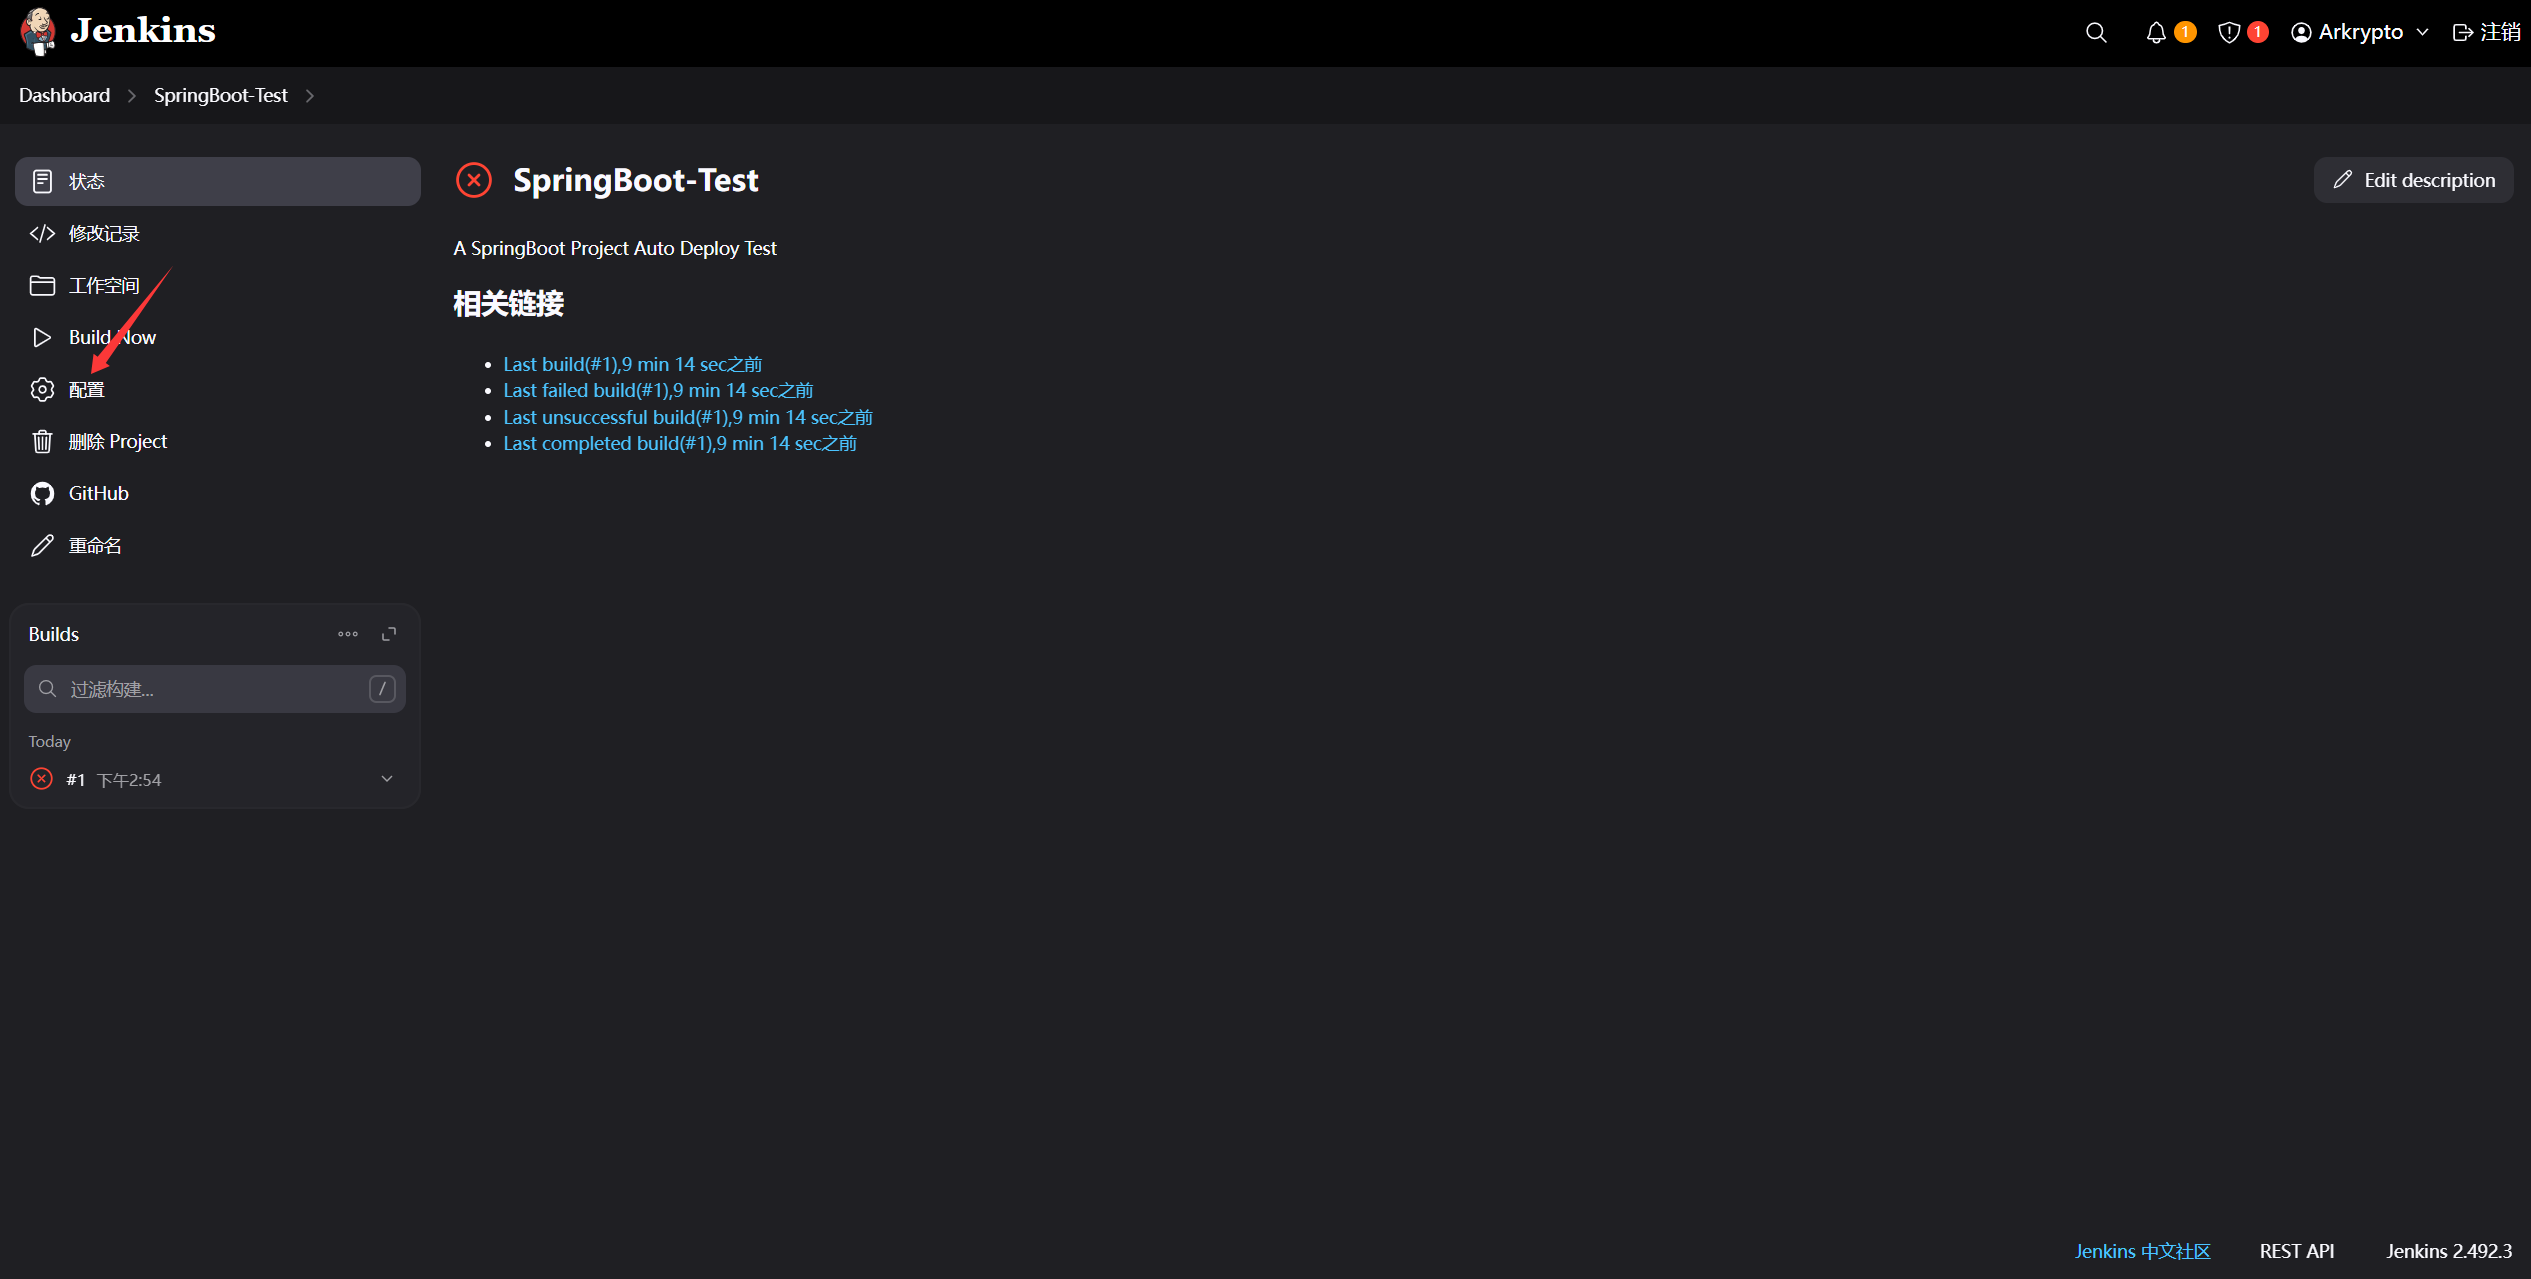 Jenkins
1
1
Arkrypto
注销
Dashboard
SpringBoot-Test
状态
修改记录
工作空间
Build Now
配置
删除 Project
GitHub
重命名
Builds
过滤构建...
/
Today
#1 下午2:54
SpringBoot-Test
Edit description
A SpringBoot Project Auto Deploy Test
相关链接
Last build(#1),9 min 14 sec之前
Last failed build(#1),9 min 14 sec之前
Last unsuccessful build(#1),9 min 14 sec之前
Last completed build(#1),9 min 14 sec之前
Jenkins 中文社区
REST API
Jenkins 2.492.3